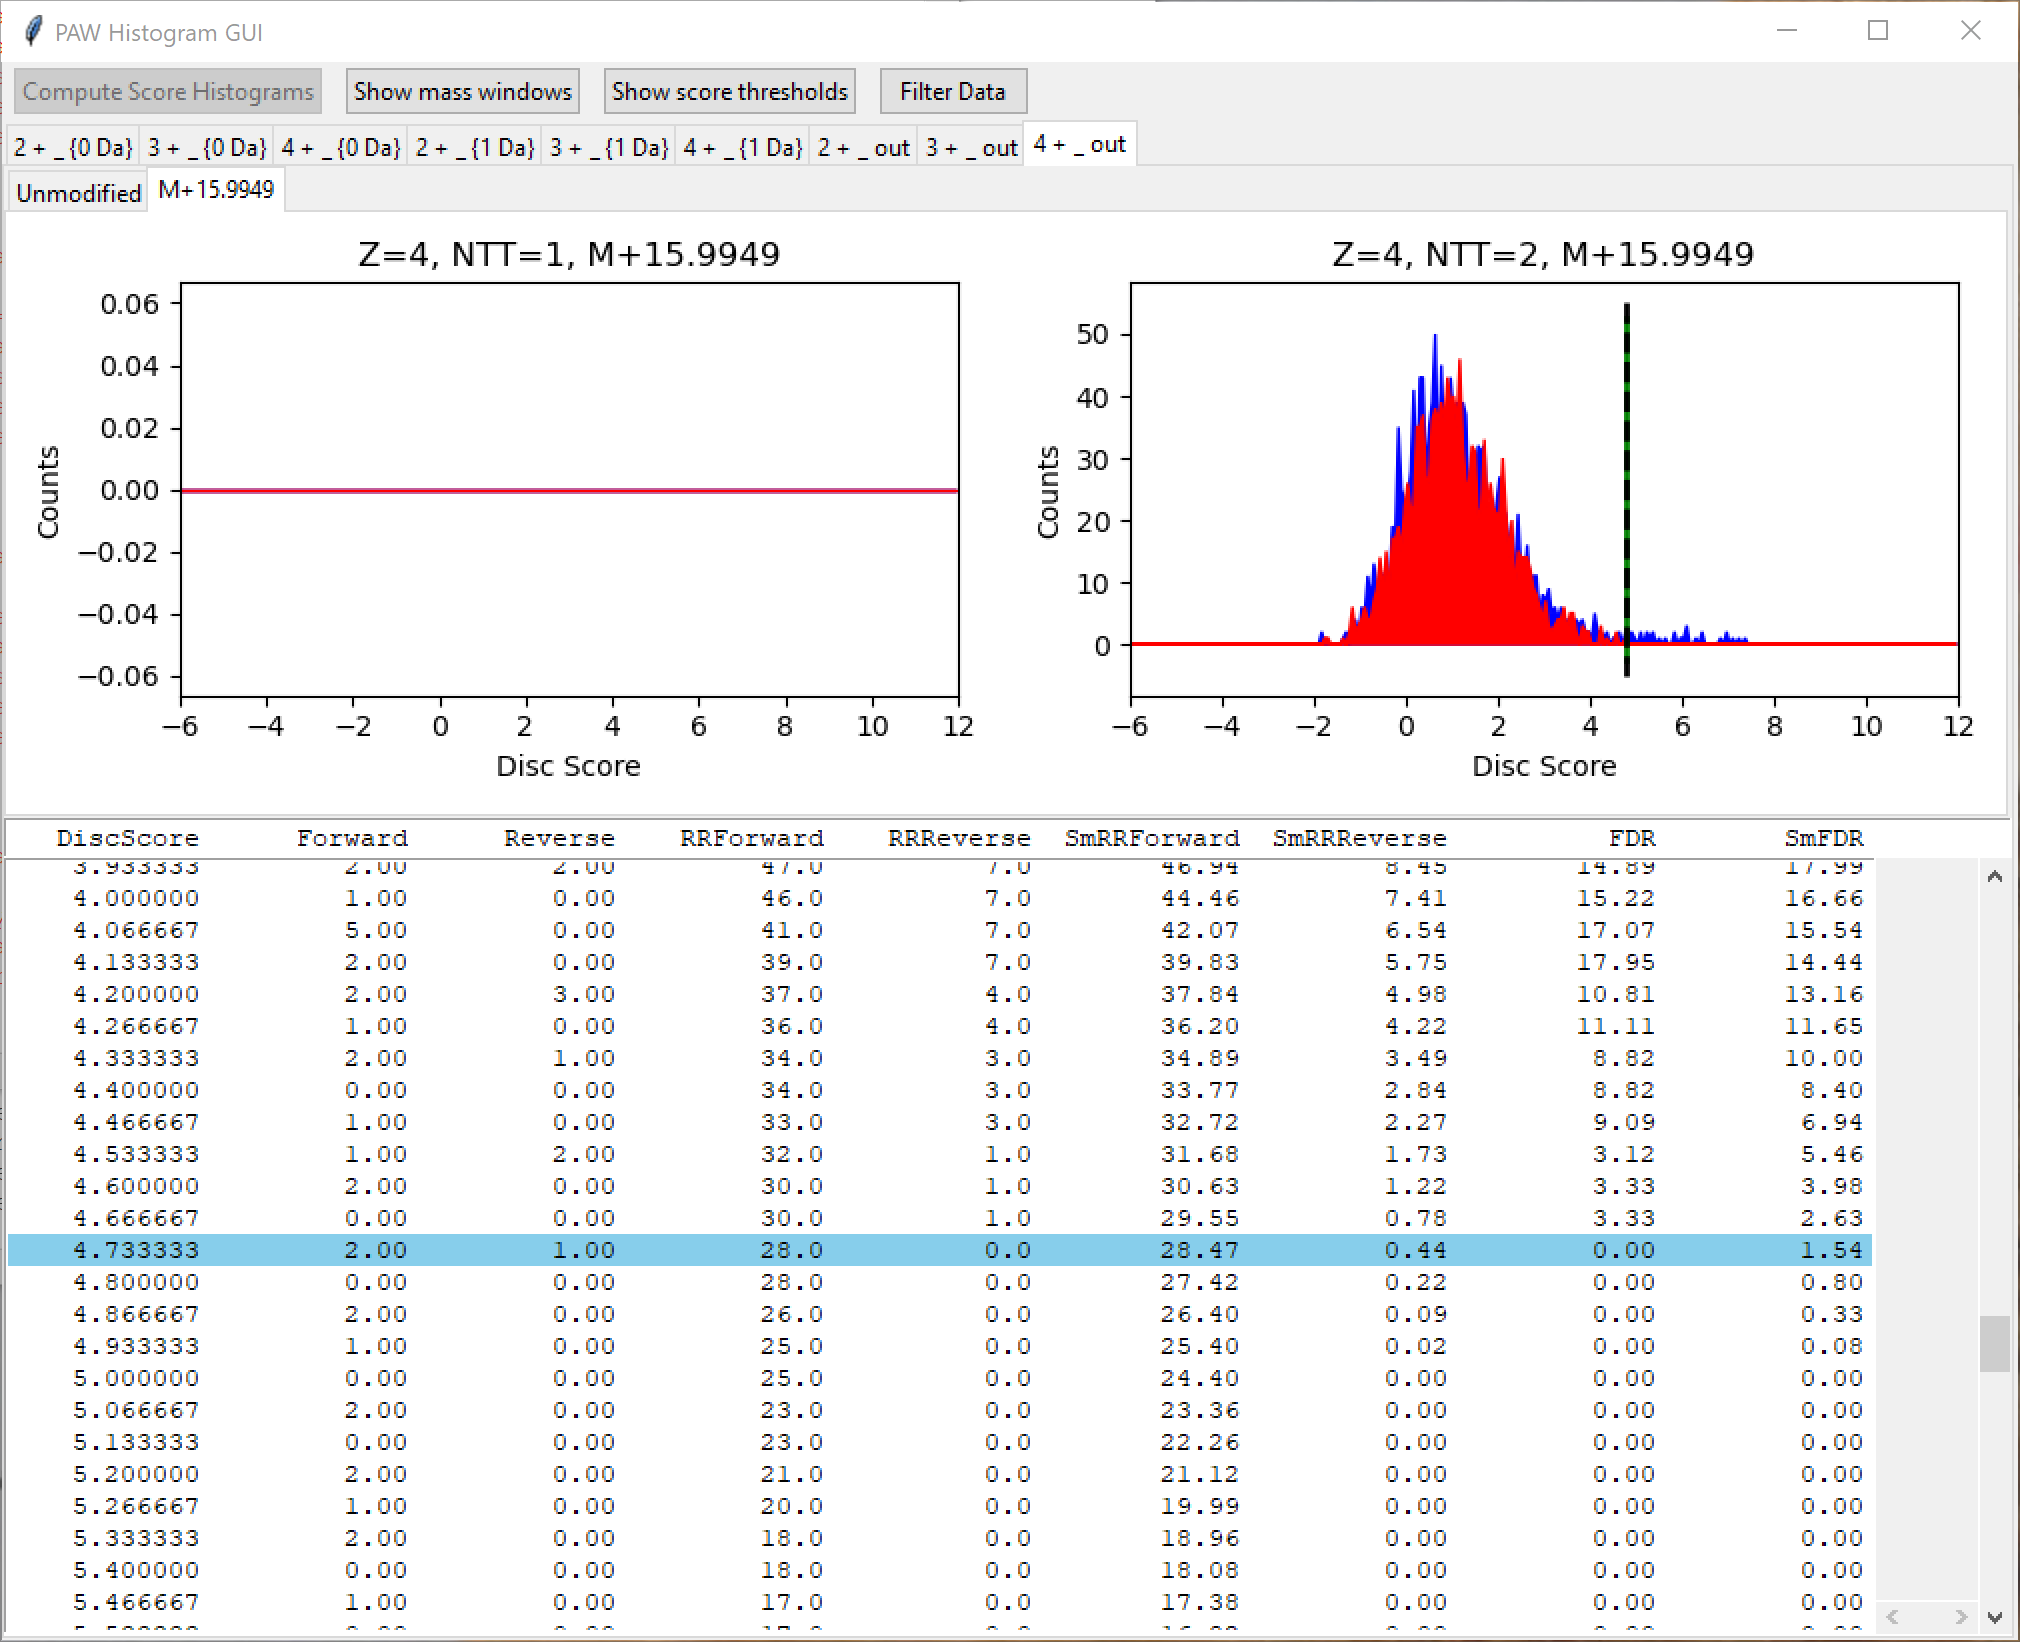 PAW Histogram GUI
Compute Score Histograms Show mass windows Show score thresholds Filter Data
2 + _ {0 Da} 3 + _ {0 Da} 4 + _ {0 Da} 2 + _ {1 Da} 3 + _ {1 Da} 4 + _ {1 Da} 2 + _ out 3 + _ out 4 + _ out
Unmodified M+15.9949
Z=4, NTT=1, M+15.9949
0.06
0.04
0.02
0.00
−0.02
−0.04
−0.06
Counts
−6 −4 −2 0 2 4 6 8 10 12
Disc Score
Z=4, NTT=2, M+15.9949
50
40
30
20
10
0
Counts
−6 −4 −2 0 2 4 6 8 10 12
Disc Score
DiscScore Forward Reverse RRForward RRReverse SmRRForward SmRRReverse FDR SmFDR
3.933333 2.00 2.00 47.0 7.0 46.94 8.45 14.89 17.99
4.000000 1.00 0.00 46.0 7.0 44.46 7.41 15.22 16.66
4.066667 5.00 0.00 41.0 7.0 42.07 6.54 17.07 15.54
4.133333 2.00 0.00 39.0 7.0 39.83 5.75 17.95 14.44
4.200000 2.00 3.00 37.0 4.0 37.84 4.98 10.81 13.16
4.266667 1.00 0.00 36.0 4.0 36.20 4.22 11.11 11.65
4.333333 2.00 1.00 34.0 3.0 34.89 3.49 8.82 10.00
4.400000 0.00 0.00 34.0 3.0 33.77 2.84 8.82 8.40
4.466667 1.00 0.00 33.0 3.0 32.72 2.27 9.09 6.94
4.533333 1.00 2.00 32.0 1.0 31.68 1.73 3.12 5.46
4.600000 2.00 0.00 30.0 1.0 30.63 1.22 3.33 3.98
4.666667 0.00 0.00 30.0 1.0 29.55 0.78 3.33 2.63
4.733333 2.00 1.00 28.0 0.0 28.47 0.44 0.00 1.54
4.800000 0.00 0.00 28.0 0.0 27.42 0.22 0.00 0.80
4.866667 2.00 0.00 26.0 0.0 26.40 0.09 0.00 0.33
4.933333 1.00 0.00 25.0 0.0 25.40 0.02 0.00 0.08
5.000000 0.00 0.00 25.0 0.0 24.40 0.00 0.00 0.00
5.066667 2.00 0.00 23.0 0.0 23.36 0.00 0.00 0.00
5.133333 0.00 0.00 23.0 0.0 22.26 0.00 0.00 0.00
5.200000 2.00 0.00 21.0 0.0 21.12 0.00 0.00 0.00
5.266667 1.00 0.00 20.0 0.0 19.99 0.00 0.00 0.00
5.333333 2.00 0.00 18.0 0.0 18.96 0.00 0.00 0.00
5.400000 0.00 0.00 18.0 0.0 18.08 0.00 0.00 0.00
5.466667 1.00 0.00 17.0 0.0 17.38 0.00 0.00 0.00